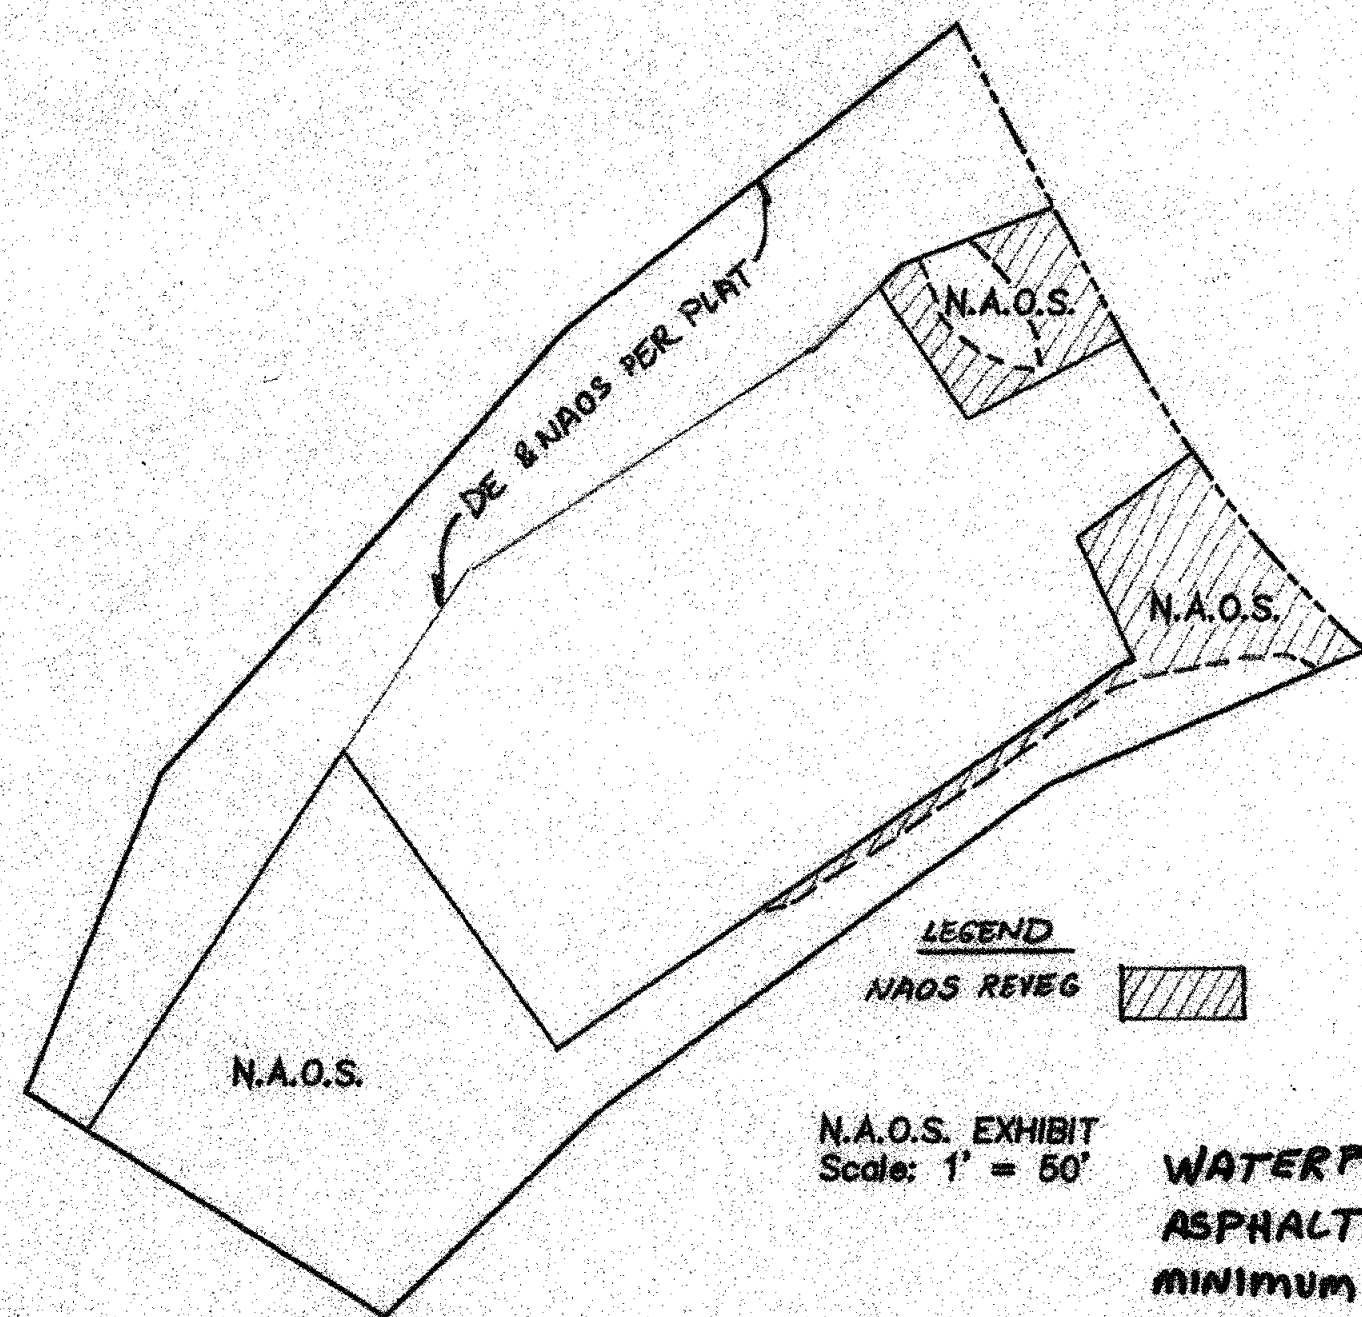 DE & NAOS PER PLAT
N.A.O.S.
N.A.O.S.
LEGEND
NAOS REVEG
N.A.O.S.
N.A.O.S. EXHIBIT
Scale: 1' = 50'
ASPHALT
MINIMUM